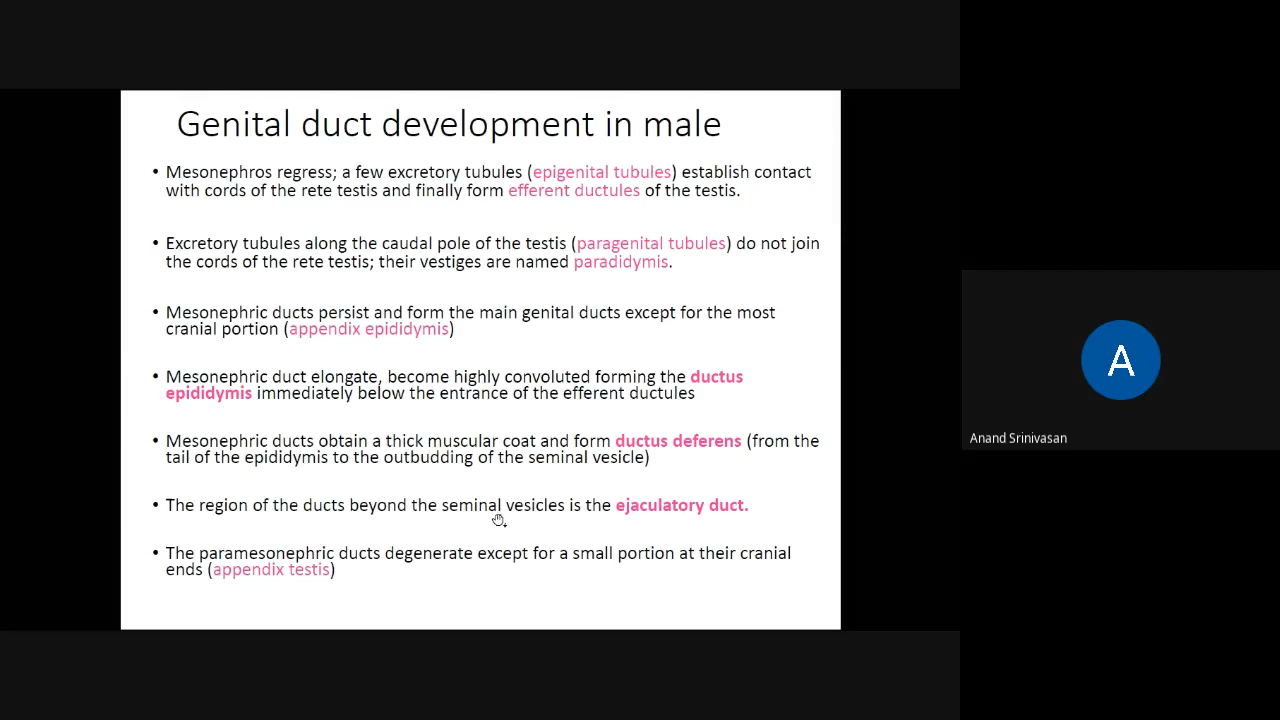 Genital duct development in male
• Mesonephros regress; a few excretory tubules (epigenital tubules) establish contact
with cords of the rete testis and finally form efferent ductules of the testis.
• Excretory tubules along the caudal pole of the testis (paragenital tubules) do not join
the cords of the rete testis; their vestiges are named paradidymis.
• Mesonephric ducts persist and form the main genital ducts except for the most
cranial portion (appendix epididymis)
• Mesonephric duct elongate, become highly convoluted forming the ductus
epididymis immediately below the entrance of the efferent ductules
• Mesonephric ducts obtain a thick muscular coat and form ductus deferens (from the
tail of the epididymis to the outbudding of the seminal vesicle)
• The region of the ducts beyond the seminal vesicles is the ejaculatory duct.
• The paramesonephric ducts degenerate except for a small portion at their cranial
ends (appendix testis)
A
Anand Srinivasan